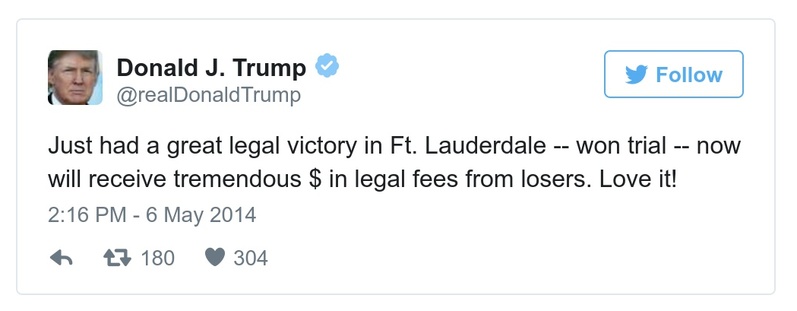 Donald J. Trump
@realDonaldTrump
Follow
Just had a great legal victory in Ft. Lauderdale -- won trial -- now
will receive tremendous $ in legal fees from losers. Love it!
2:16 PM - 6 May 2014
180 304